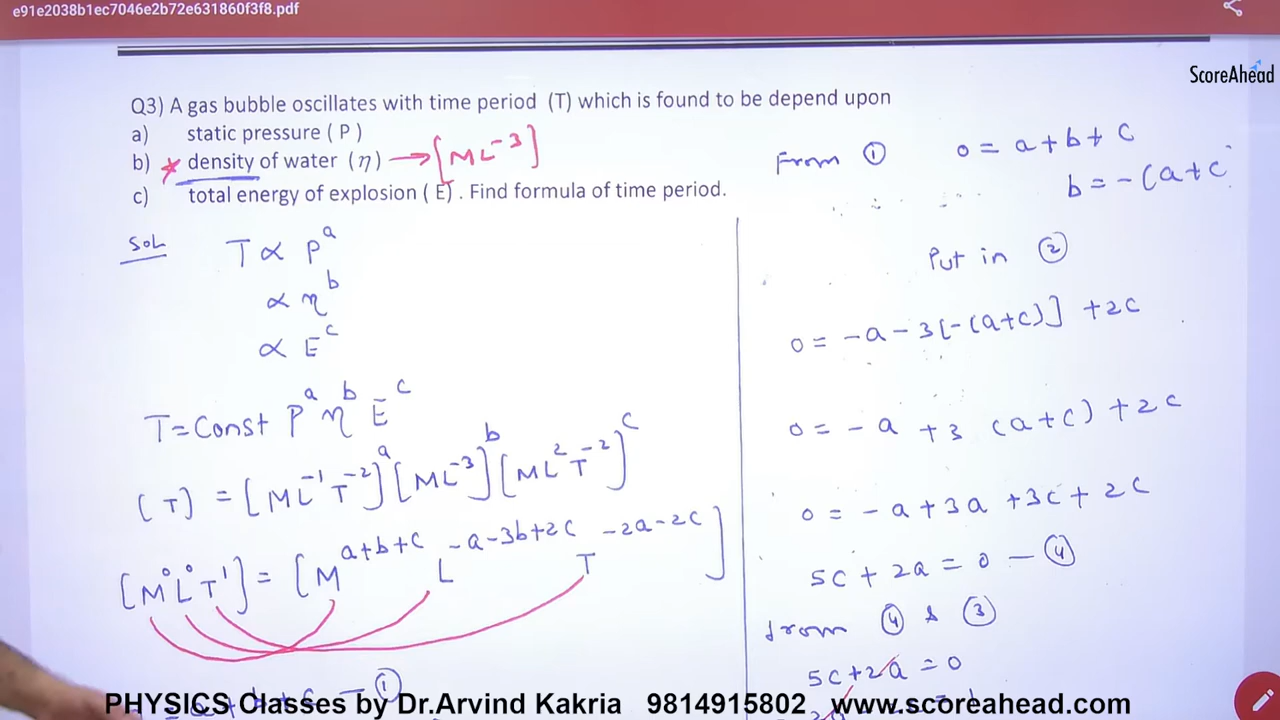 e91e2038b1ec7046e2b72e631860f3f8.pdf
ScoreAhead
Q3) A gas bubble oscillates with time period (T) which is found to be depend upon
a) static pressure ( P )
b) density of water (η) → [ML⁻³]
c) total energy of explosion ( E) . Find formula of time period.
Sol
T ∝ Pᵃ
∝ ηᵇ
∝ Eᶜ
T = Const Pᵃ ηᵇ Eᶜ
(T) = [ML⁻¹T⁻²]ᵃ [ML⁻³]ᵇ [ML²T⁻²]ᶜ
[M⁰L⁰T¹] = [M^{a+b+c} L^{-a-3b+2c} T^{-2a-2c}]
From ①
0 = a+b+c
b = -(a+c
Put in ②
0 = -a-3[-(a+c)] +2c
0 = -a +3 (a+c) +2c
0 = -a+3a+3c+2c
5c+2a = 0 - ④
from ④ & ③
5c+2a = 0
PHYSICS Classes by Dr.Arvind Kakria 9814915802 www.scoreahead.com